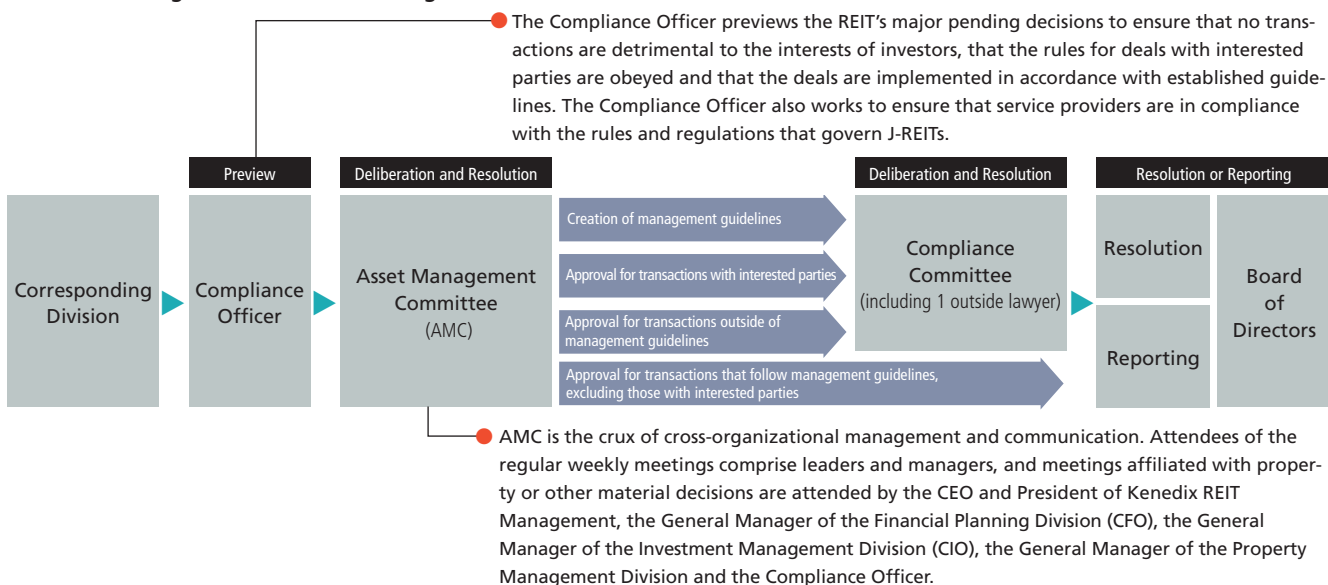 The Compliance Officer previews the REIT's major pending decisions to ensure that no trans-
actions are detrimental to the interests of investors, that the rules for deals with interested
parties are obeyed and that the deals are implemented in accordance with established guide-
lines. The Compliance Officer also works to ensure that service providers are in compliance
with the rules and regulations that govern J-REITs.
Preview
Deliberation and Resolution
Deliberation and Resolution
Resolution or Reporting
Corresponding
Division
Compliance
Officer
Asset Management
Committee
(AMC)
Creation of management guidelines
Approval for transactions with interested parties
Approval for transactions outside of
management guidelines
Approval for transactions that follow management guidelines,
excluding those with interested parties
Compliance
Committee
(including 1 outside lawyer)
Resolution
Reporting
Board
of
Directors
AMC is the crux of cross-organizational management and communication. Attendees of the
regular weekly meetings comprise leaders and managers, and meetings affiliated with proper-
ty or other material decisions are attended by the CEO and President of Kenedix REIT
Management, the General Manager of the Financial Planning Division (CFO), the General
Manager of the Investment Management Division (CIO), the General Manager of the Property
Management Division and the Compliance Officer.